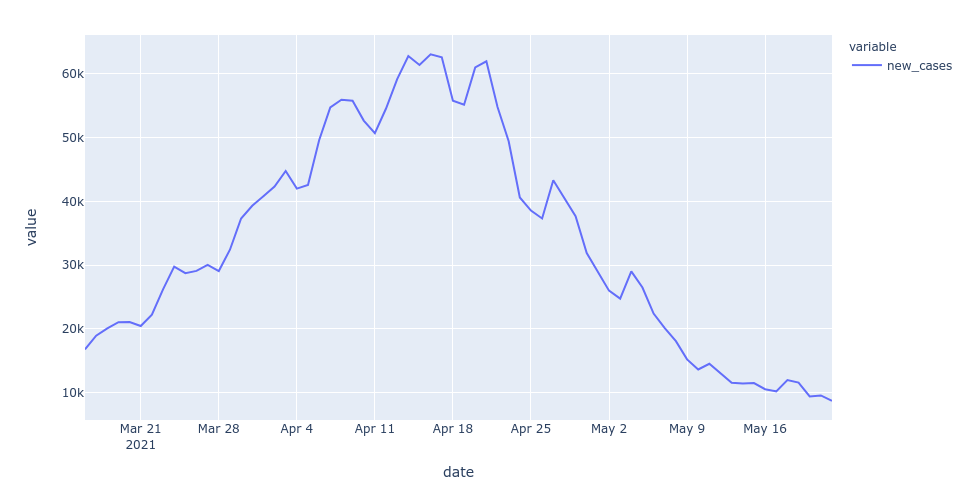 variable
new_cases
60k
50k
40k
30k
20k
10k
value
Mar 21
2021
Mar 28
Apr 4
Apr 11
Apr 18
Apr 25
May 2
May 9
May 16
date